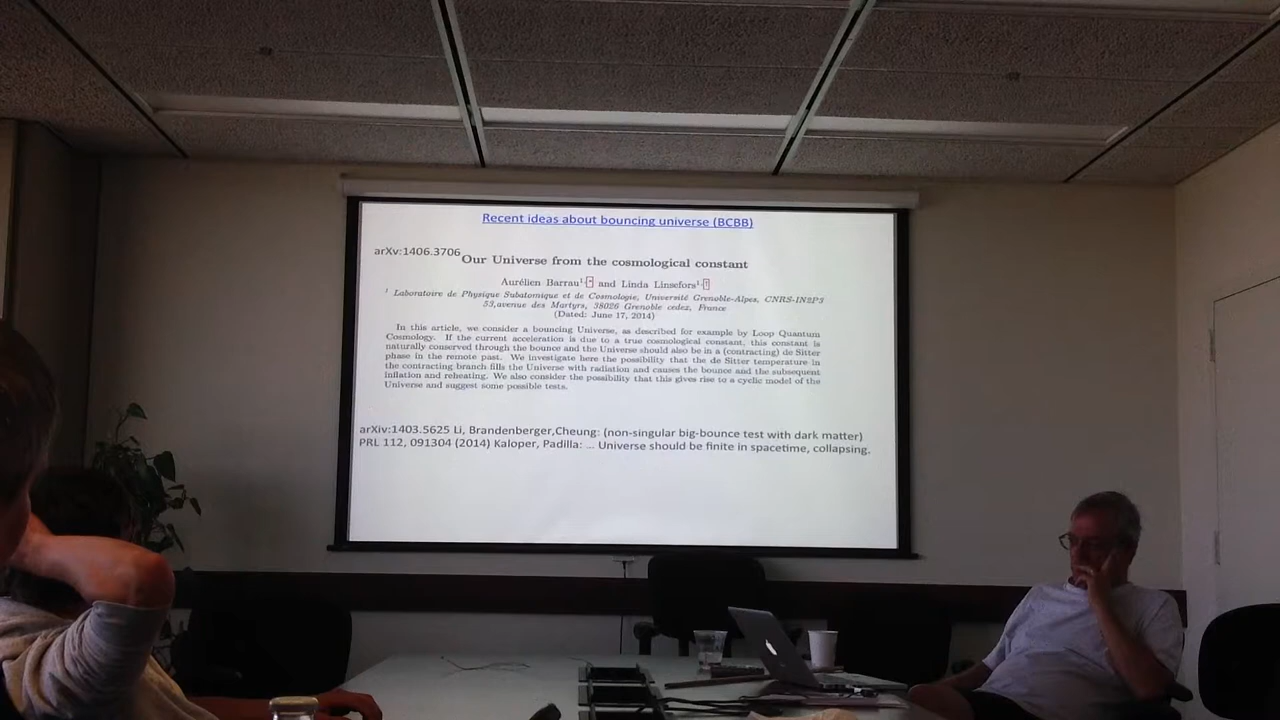 Recent ideas about bouncing universe (BCBB)
arXv:1406.3706
Our Universe from the cosmological constant
Aurélien Barrau¹,* and Linda Linsefors¹,†
¹ Laboratoire de Physique Subatomique et de Cosmologie, Université Grenoble-Alpes, CNRS-IN2P3
53,avenue des Martyrs, 38026 Grenoble cedex, France
(Dated: June 17, 2014)
In this article, we consider a bouncing Universe, as described for example by Loop Quantum
Cosmology. If the current acceleration is due to a true cosmological constant, this constant is
naturally conserved through the bounce and the Universe should also be in a (contracting) de Sitter
phase in the remote past. We investigate here the possibility that the de Sitter temperature in
the contracting branch fills the Universe with radiation and causes the bounce and the subsequent
inflation and reheating. We also consider the possibility that this gives rise to a cyclic model of the
Universe and suggest some possible tests.
arXiv:1403.5625 Li, Brandenberger,Cheung: (non-singular big-bounce test with dark matter)
PRL 112, 091304 (2014) Kaloper, Padilla: ... Universe should be finite in spacetime, collapsing.